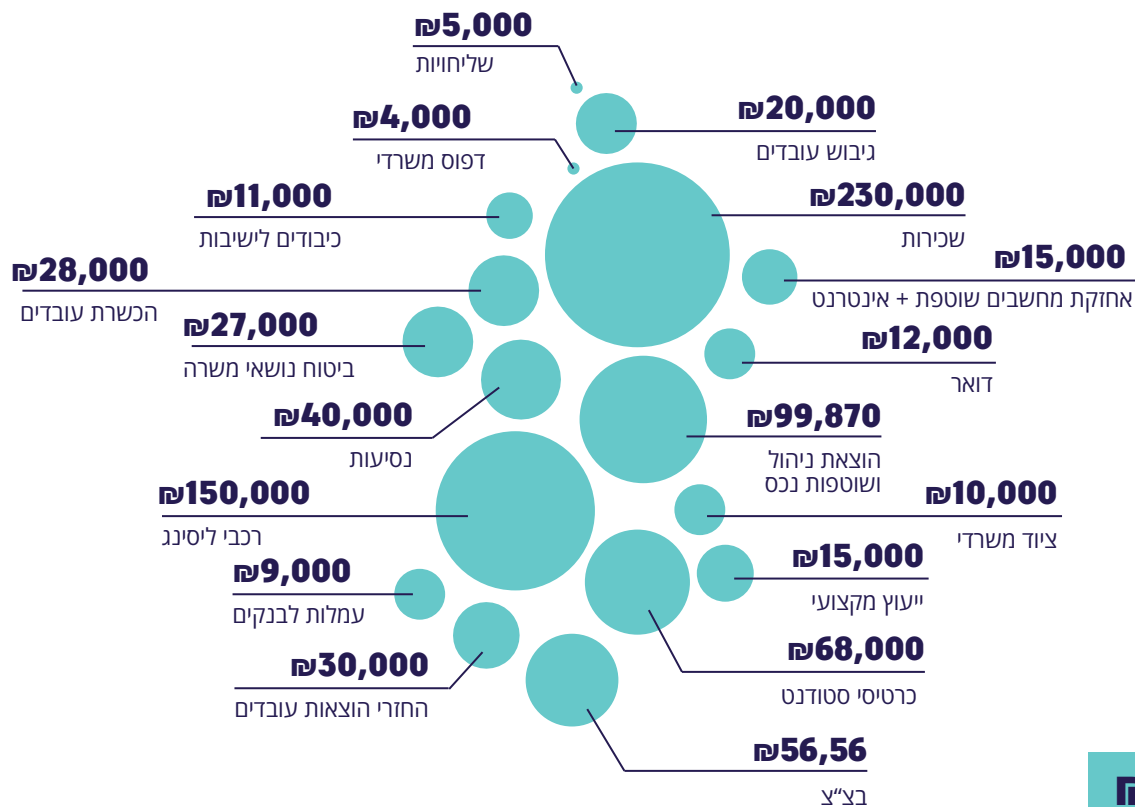 ₪5,000
שליחויות
₪20,000
גיבוש עובדים
₪4,000
דפוס משרדי
₪230,000
שכירות
₪11,000
כיבודים לישיבות
₪15,000
אחזקת מחשבים שוטפת + אינטרנט
₪28,000
הכשרת עובדים
₪27,000
ביטוח נושאי משרה
₪12,000
דואר
₪40,000
נסיעות
₪99,870
הוצאת ניהול
ושוטפות נכס
₪150,000
רכבי ליסינג
₪10,000
ציוד משרדי
₪15,000
ייעוץ מקצועי
₪9,000
עמלות לבנקים
₪68,000
כרטיסי סטודנט
₪30,000
החזרי הוצאות עובדים
₪56,56
בצ״צ